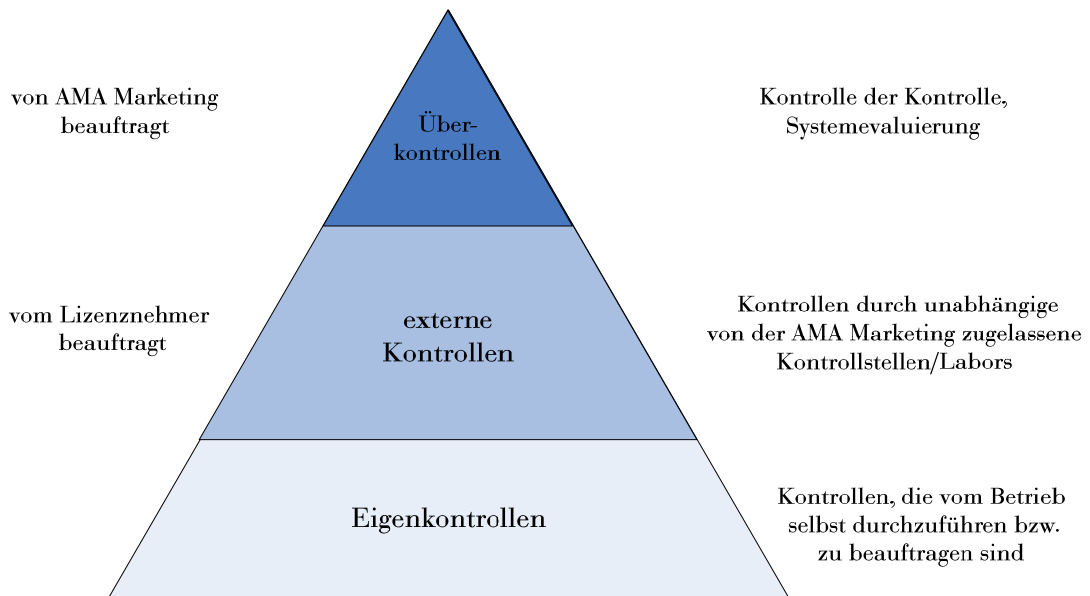 von AMA Marketing
beauftragt
Über-
kontrollen
Kontrolle der Kontrolle,
Systemevaluierung
vom Lizenznehmer
beauftragt
externe
Kontrollen
Kontrollen durch unabhängige
von der AMA Marketing zugelassene
Kontrollstellen/Labors
Eigenkontrollen
Kontrollen, die vom Betrieb
selbst durchzuführen bzw.
zu beauftragen sind